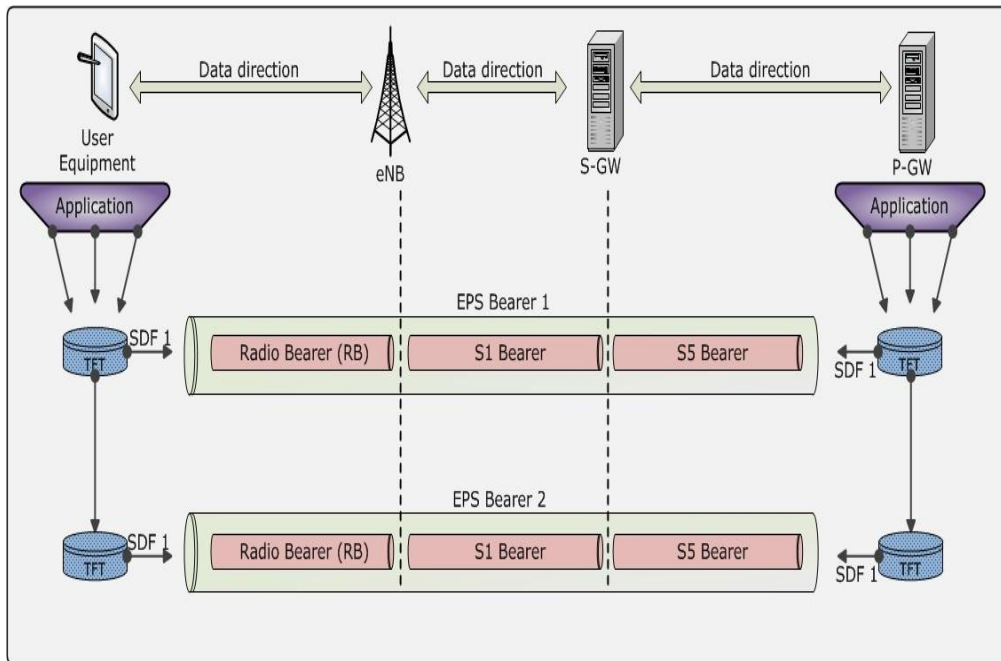 Data direction
Data direction
Data direction
User
Equipment
eNB
S-GW
P-GW
Application
Application
EPS Bearer 1
SDF 1
TFT
Radio Bearer (RB)
S1 Bearer
S5 Bearer
SDF 1
TFT
EPS Bearer 2
SDF 1
TFT
Radio Bearer (RB)
S1 Bearer
S5 Bearer
SDF 1
TFT